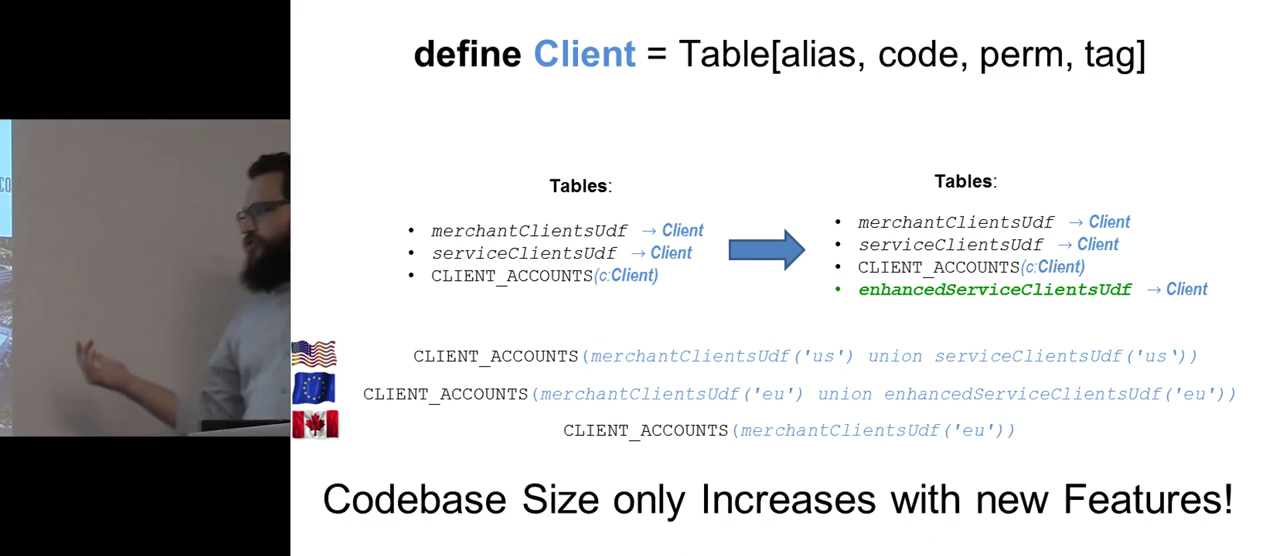 define Client = Table[alias, code, perm, tag]
Tables:
• merchantClientsUdf → Client
• serviceClientsUdf → Client
• CLIENT_ACCOUNTS(c:Client)
Tables:
• merchantClientsUdf → Client
• serviceClientsUdf → Client
• CLIENT_ACCOUNTS(c:Client)
• enhancedServiceClientsUdf → Client
CLIENT_ACCOUNTS(merchantClientsUdf('us') union serviceClientsUdf('us‘))
CLIENT_ACCOUNTS(merchantClientsUdf('eu') union enhancedServiceClientsUdf('eu'))
CLIENT_ACCOUNTS(merchantClientsUdf('eu'))
Codebase Size only Increases with new Features!